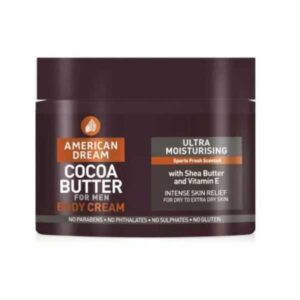 AMERICAN
DREAM
COCOA
BUTTER
FOR MEN
BODY CREAM
ULTRA
MOISTURISING
Sports Fresh Scented
with Shea Butter
and Vitamin E
INTENSE SKIN RELIEF
FOR DRY TO EXTRA DRY SKIN
NO PARABENS • NO PHTHALATES • NO SULPHATES • NO GLUTEN